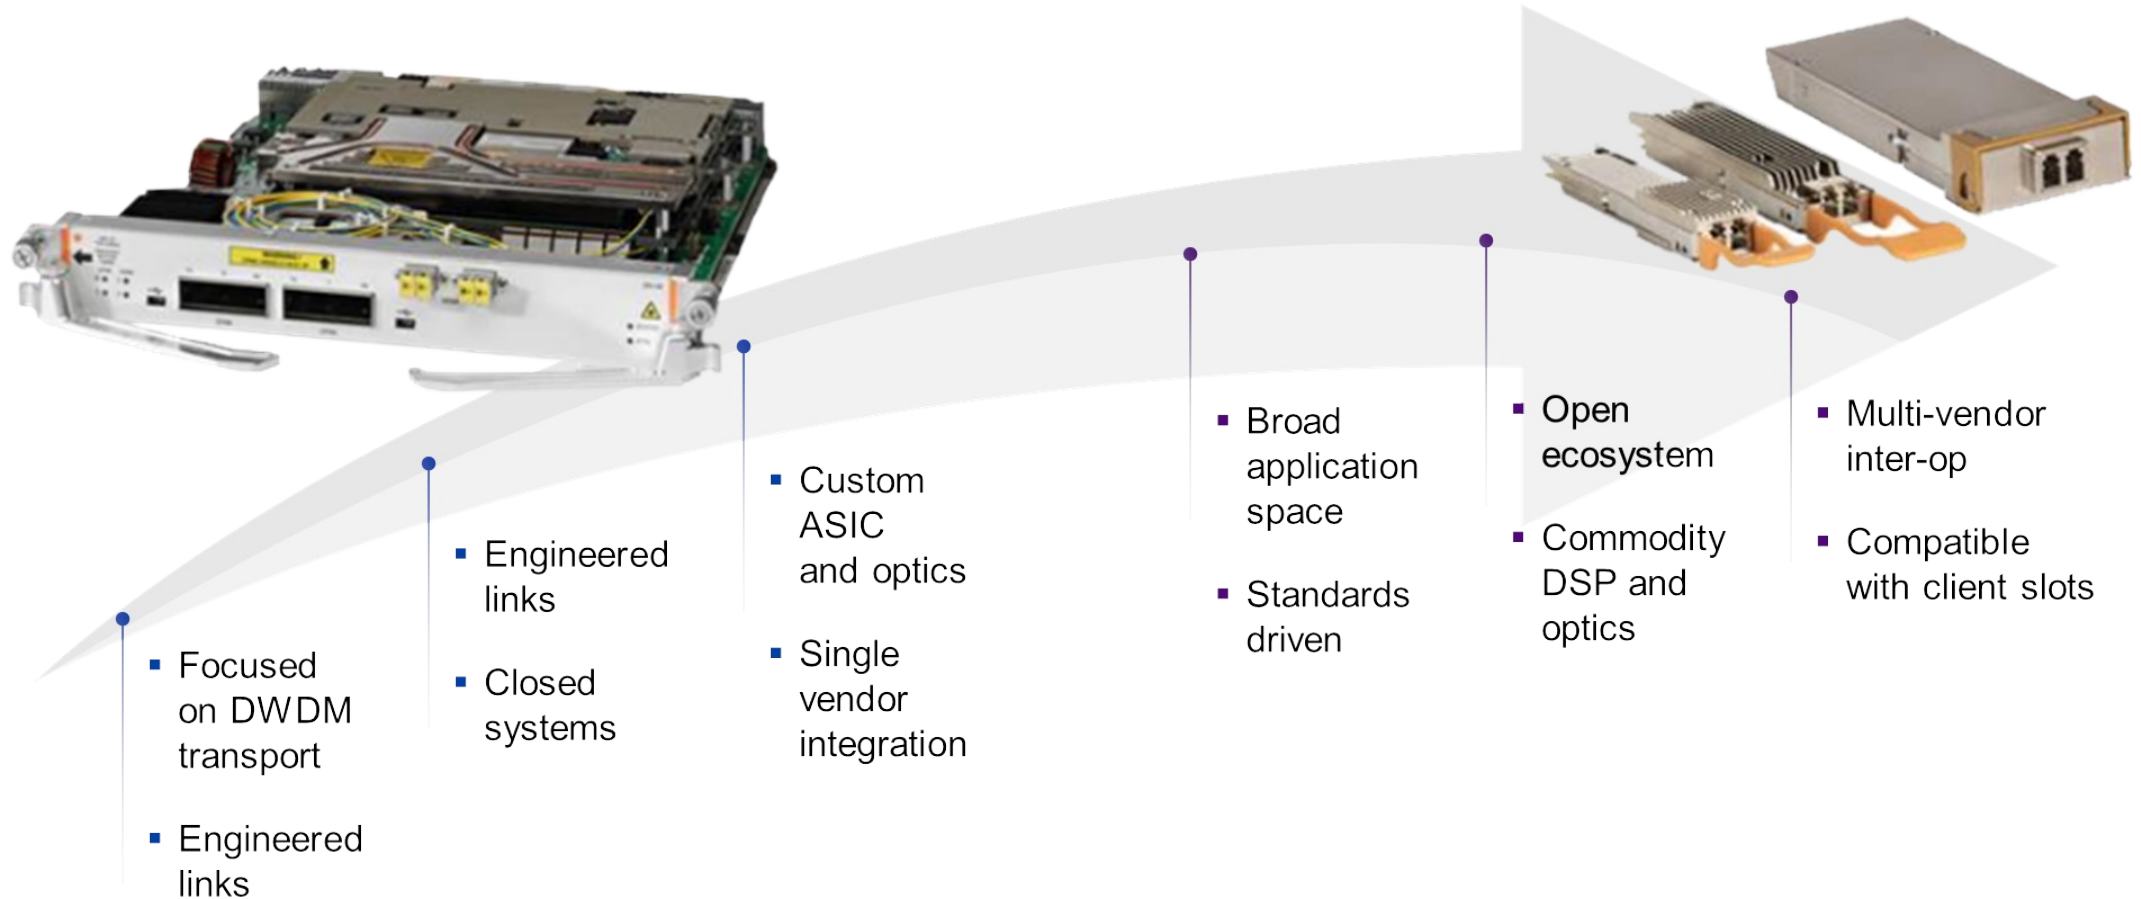 Focused
on DWDM
transport
Engineered
links
Engineered
links
Closed
systems
Custom
ASIC
and optics
Single
vendor
integration
Broad
application
space
Standards
driven
Open
ecosystem
Commodity
DSP and
optics
Multi-vendor
inter-op
Compatible
with client slots